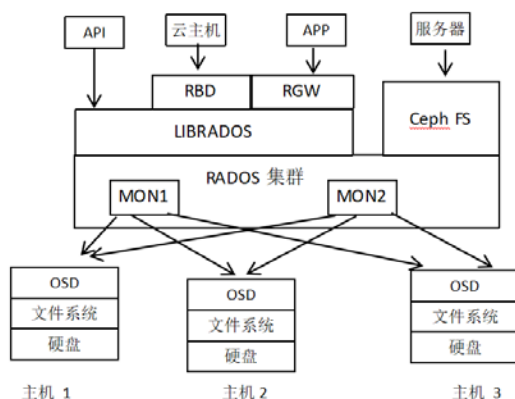 API
云主机
APP
服务器
RBD
RGW
Ceph FS
LIBRADOS
RADOS 集群
MON1
MON2
OSD
文件系统
硬盘
OSD
文件系统
硬盘
OSD
文件系统
硬盘
主机 1
主机 2
主机 3